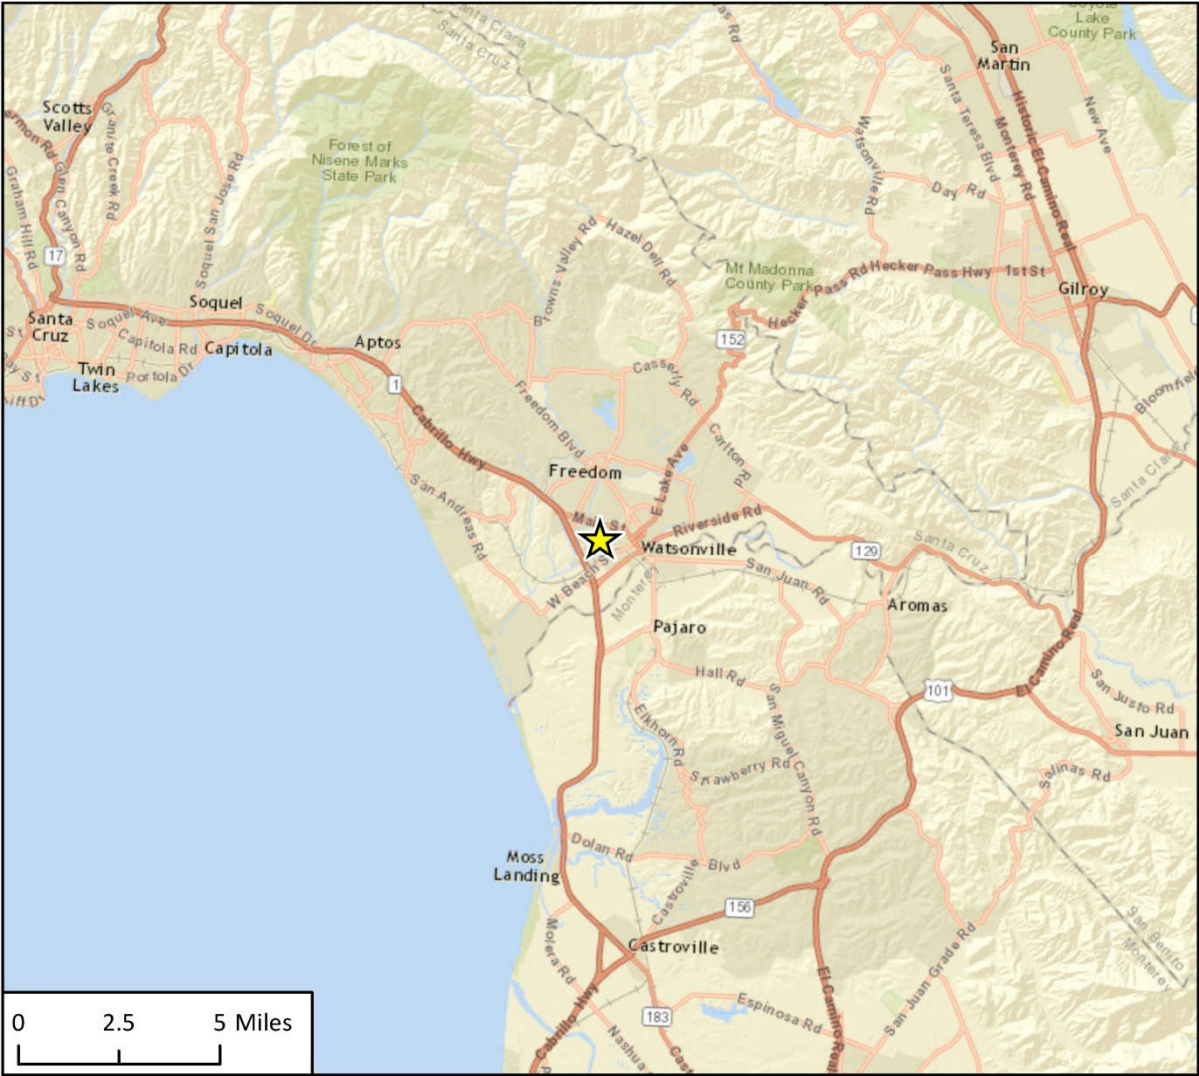 Santa Clara
Santa Cruz
Coyote
Lake
County Park
San
Martin
Scotts
Valley
Granite Creek Rd
Glen Canyon Rd
Graham Hill Rd
Soquel San Jose Rd
Forest of
Nisene Marks
State Park
Watsonville Rd
Santa Teresa Blvd
Monterey Rd
Historic El Camino Real
New Ave
Day Rd
17
Browns Valley Rd
Hazel Dell Rd
Mt Madonna
County Park
Hecker Pass Rd
Hecker Pass Hwy
1st St
Gilroy
Santa
Cruz
Soquel
Soquel Ave
Soquel Dr
Capitola Rd
Capitola
Aptos
Twin
Lakes
Portola Dr
152
1
Casserly Rd
Bloomfield
Cabrillo Hwy
Freedom Blvd
Freedom
E Lake Ave
Carlton
Rd
Santa Clara
San Andreas Rd
Main St
Riverside Rd
Watsonville
W Beach St
Monterey
129
Santa Cruz
San Juan Rd
Aromas
Pajaro
Hall Rd
101
El Camino Real
San Justo Rd
San Juan
Elkhorn Rd
San Miguel Canyon Rd
Strawberry Rd
Salinas Rd
Moss
Landing
Dolan Rd
Castroville
Blvd
156
Castroville
Molera Rd
Cabrillo Hwy
183
Espinosa Rd
El Camino Real
San Juan Grade Rd
San Benito
Monterey
Nashua
0 2.5 5 Miles